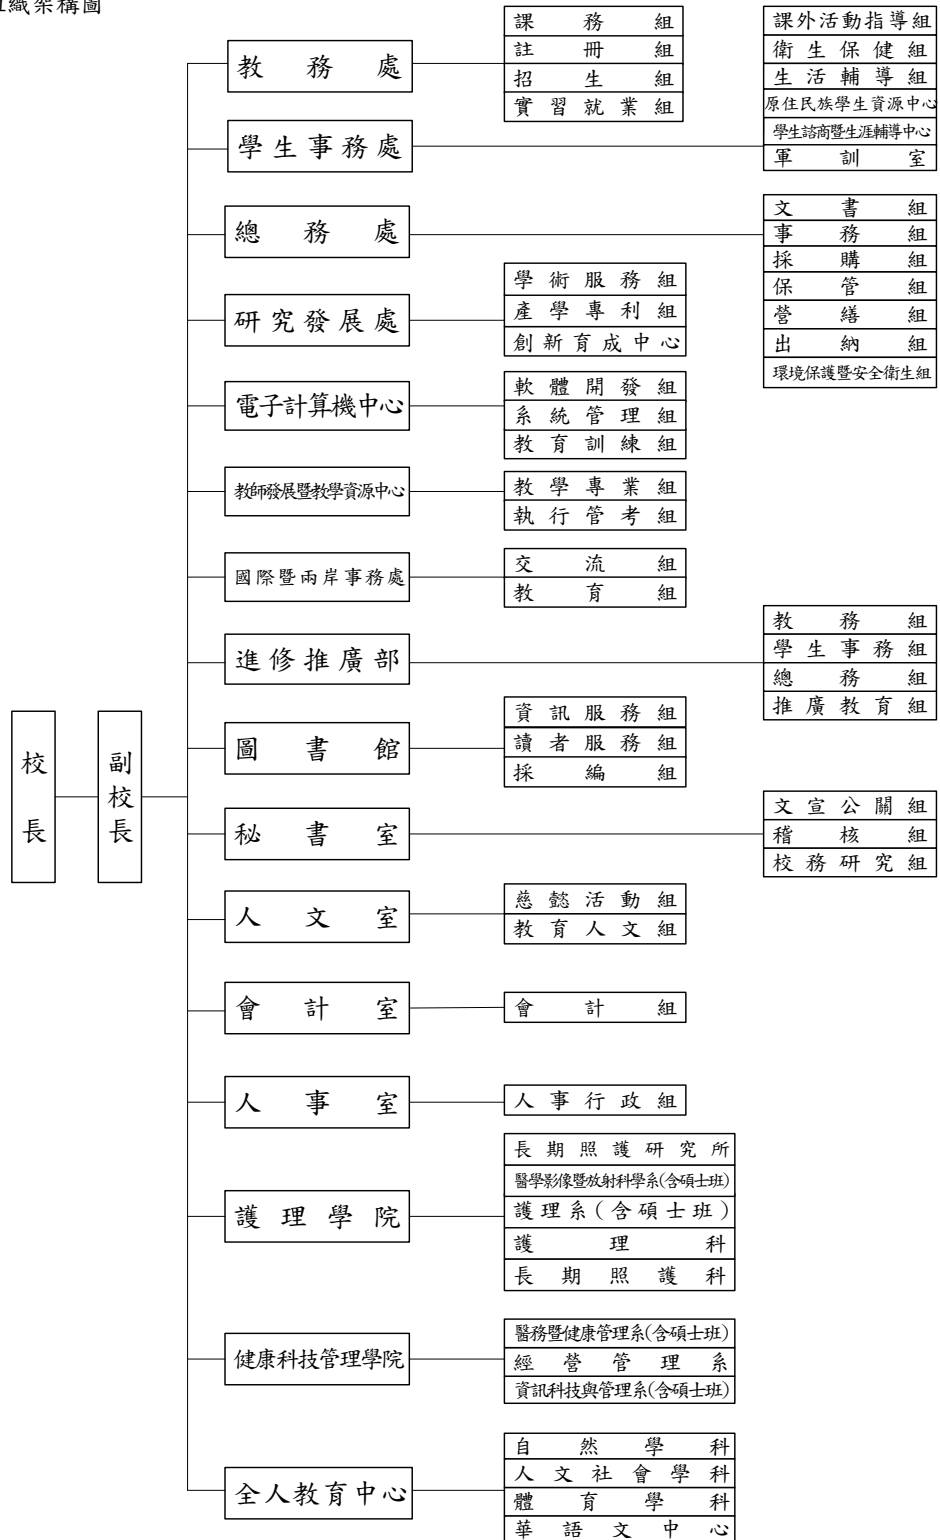 組織架構圖
校長
副校長
教務處
課務組
註冊組
招生組
實習就業組
學生事務處
課外活動指導組
衛生保健組
生活輔導組
原住民族學生資源中心
學生諮商暨生涯輔導中心
軍訓室
總務處
文書組
事務組
採購組
保管組
營繕組
出納組
環境保護暨安全衛生組
研究發展處
學術服務組
產學專利組
創新育成中心
電子計算機中心
軟體開發組
系統管理組
教育訓練組
教師發展暨教學資源中心
教學專業組
執行管考組
國際暨兩岸事務處
交流組
教育組
進修推廣部
教務組
學生事務組
總務組
推廣教育組
圖書館
資訊服務組
讀者服務組
採編組
秘書室
文宣公關組
稽核組
校務研究組
人文室
慈懿活動組
教育人文組
會計室
會計組
人事室
人事行政組
護理學院
長期照護研究所
醫學影像暨放射科學系(含碩士班)
護理系(含碩士班)
護理科
長期照護科
健康科技管理學院
醫務暨健康管理系(含碩士班)
經營管理系
資訊科技與管理系(含碩士班)
全人教育中心
自然學科
人文社會學科
體育學科
華語文中心